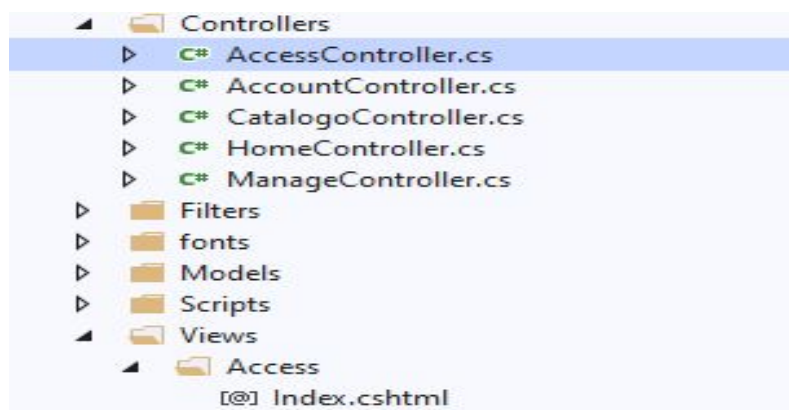 Controllers
C# AccessController.cs
C# AccountController.cs
C# CatalogoController.cs
C# HomeController.cs
C# ManageController.cs
Filters
fonts
Models
Scripts
Views
Access
[@] Index.cshtml